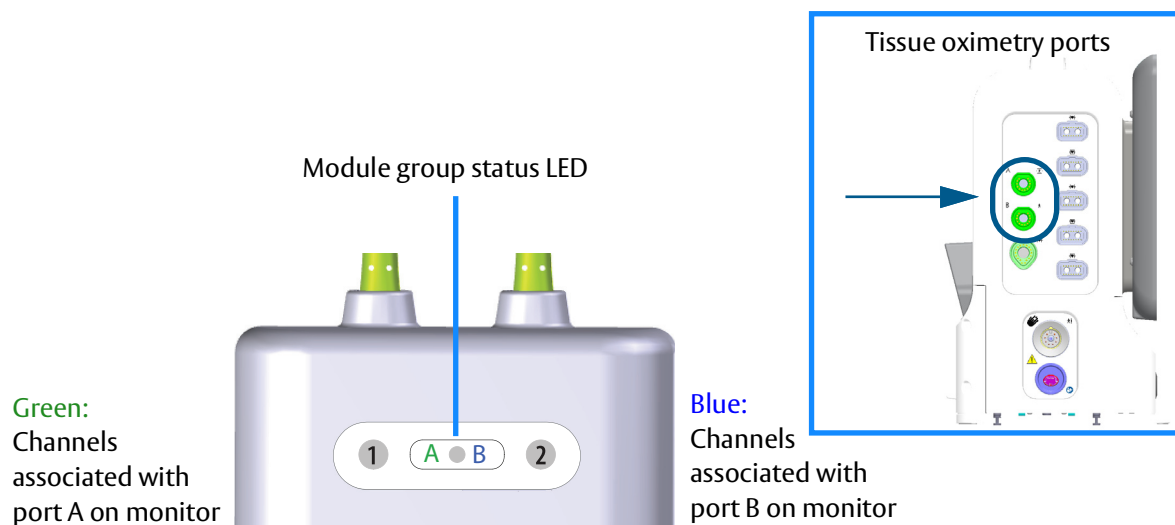 Tissue oximetry ports
A
B
Module group status LED
Green:
Channels
associated with
port A on monitor
1 A B 2
Blue:
Channels
associated with
port B on monitor